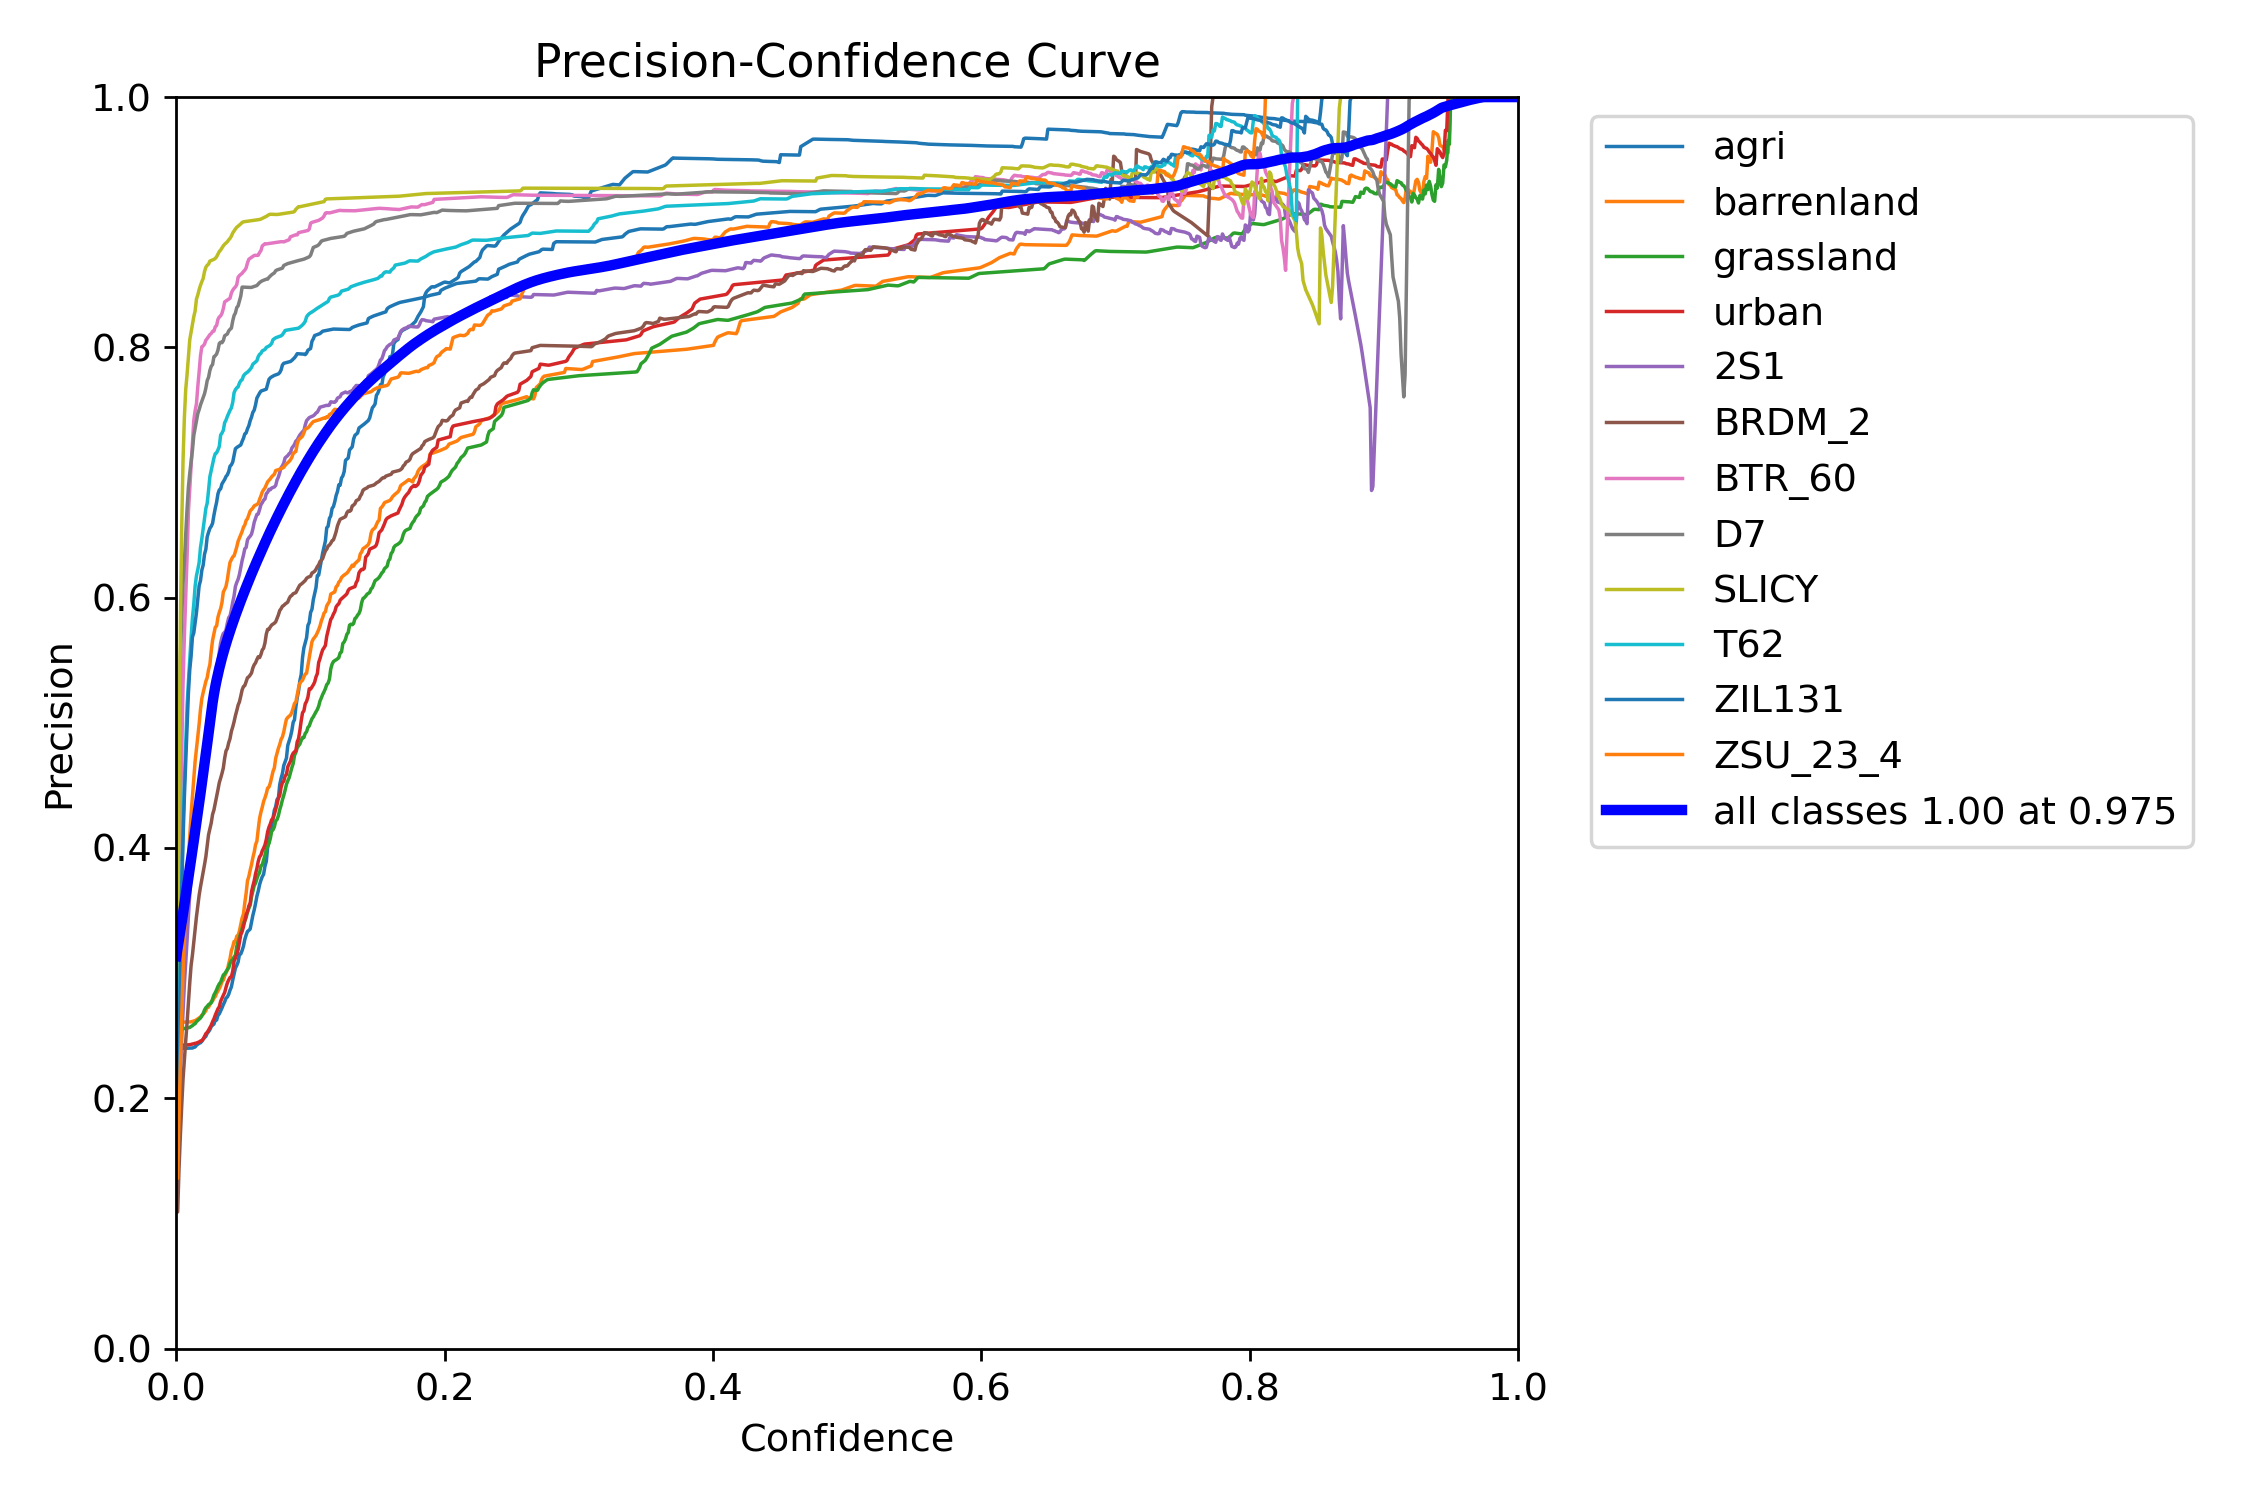 Precision-Confidence Curve
1.0
0.8
0.6
0.4
0.2
0.0
Precision
0.0 0.2 0.4 0.6 0.8 1.0
Confidence
agri
barrenland
grassland
urban
2S1
BRDM_2
BTR_60
D7
SLICY
T62
ZIL131
ZSU_23_4
all classes 1.00 at 0.975